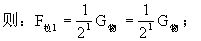 则：F拉1 = 1/2¹ G物 = 1/2¹ G物；